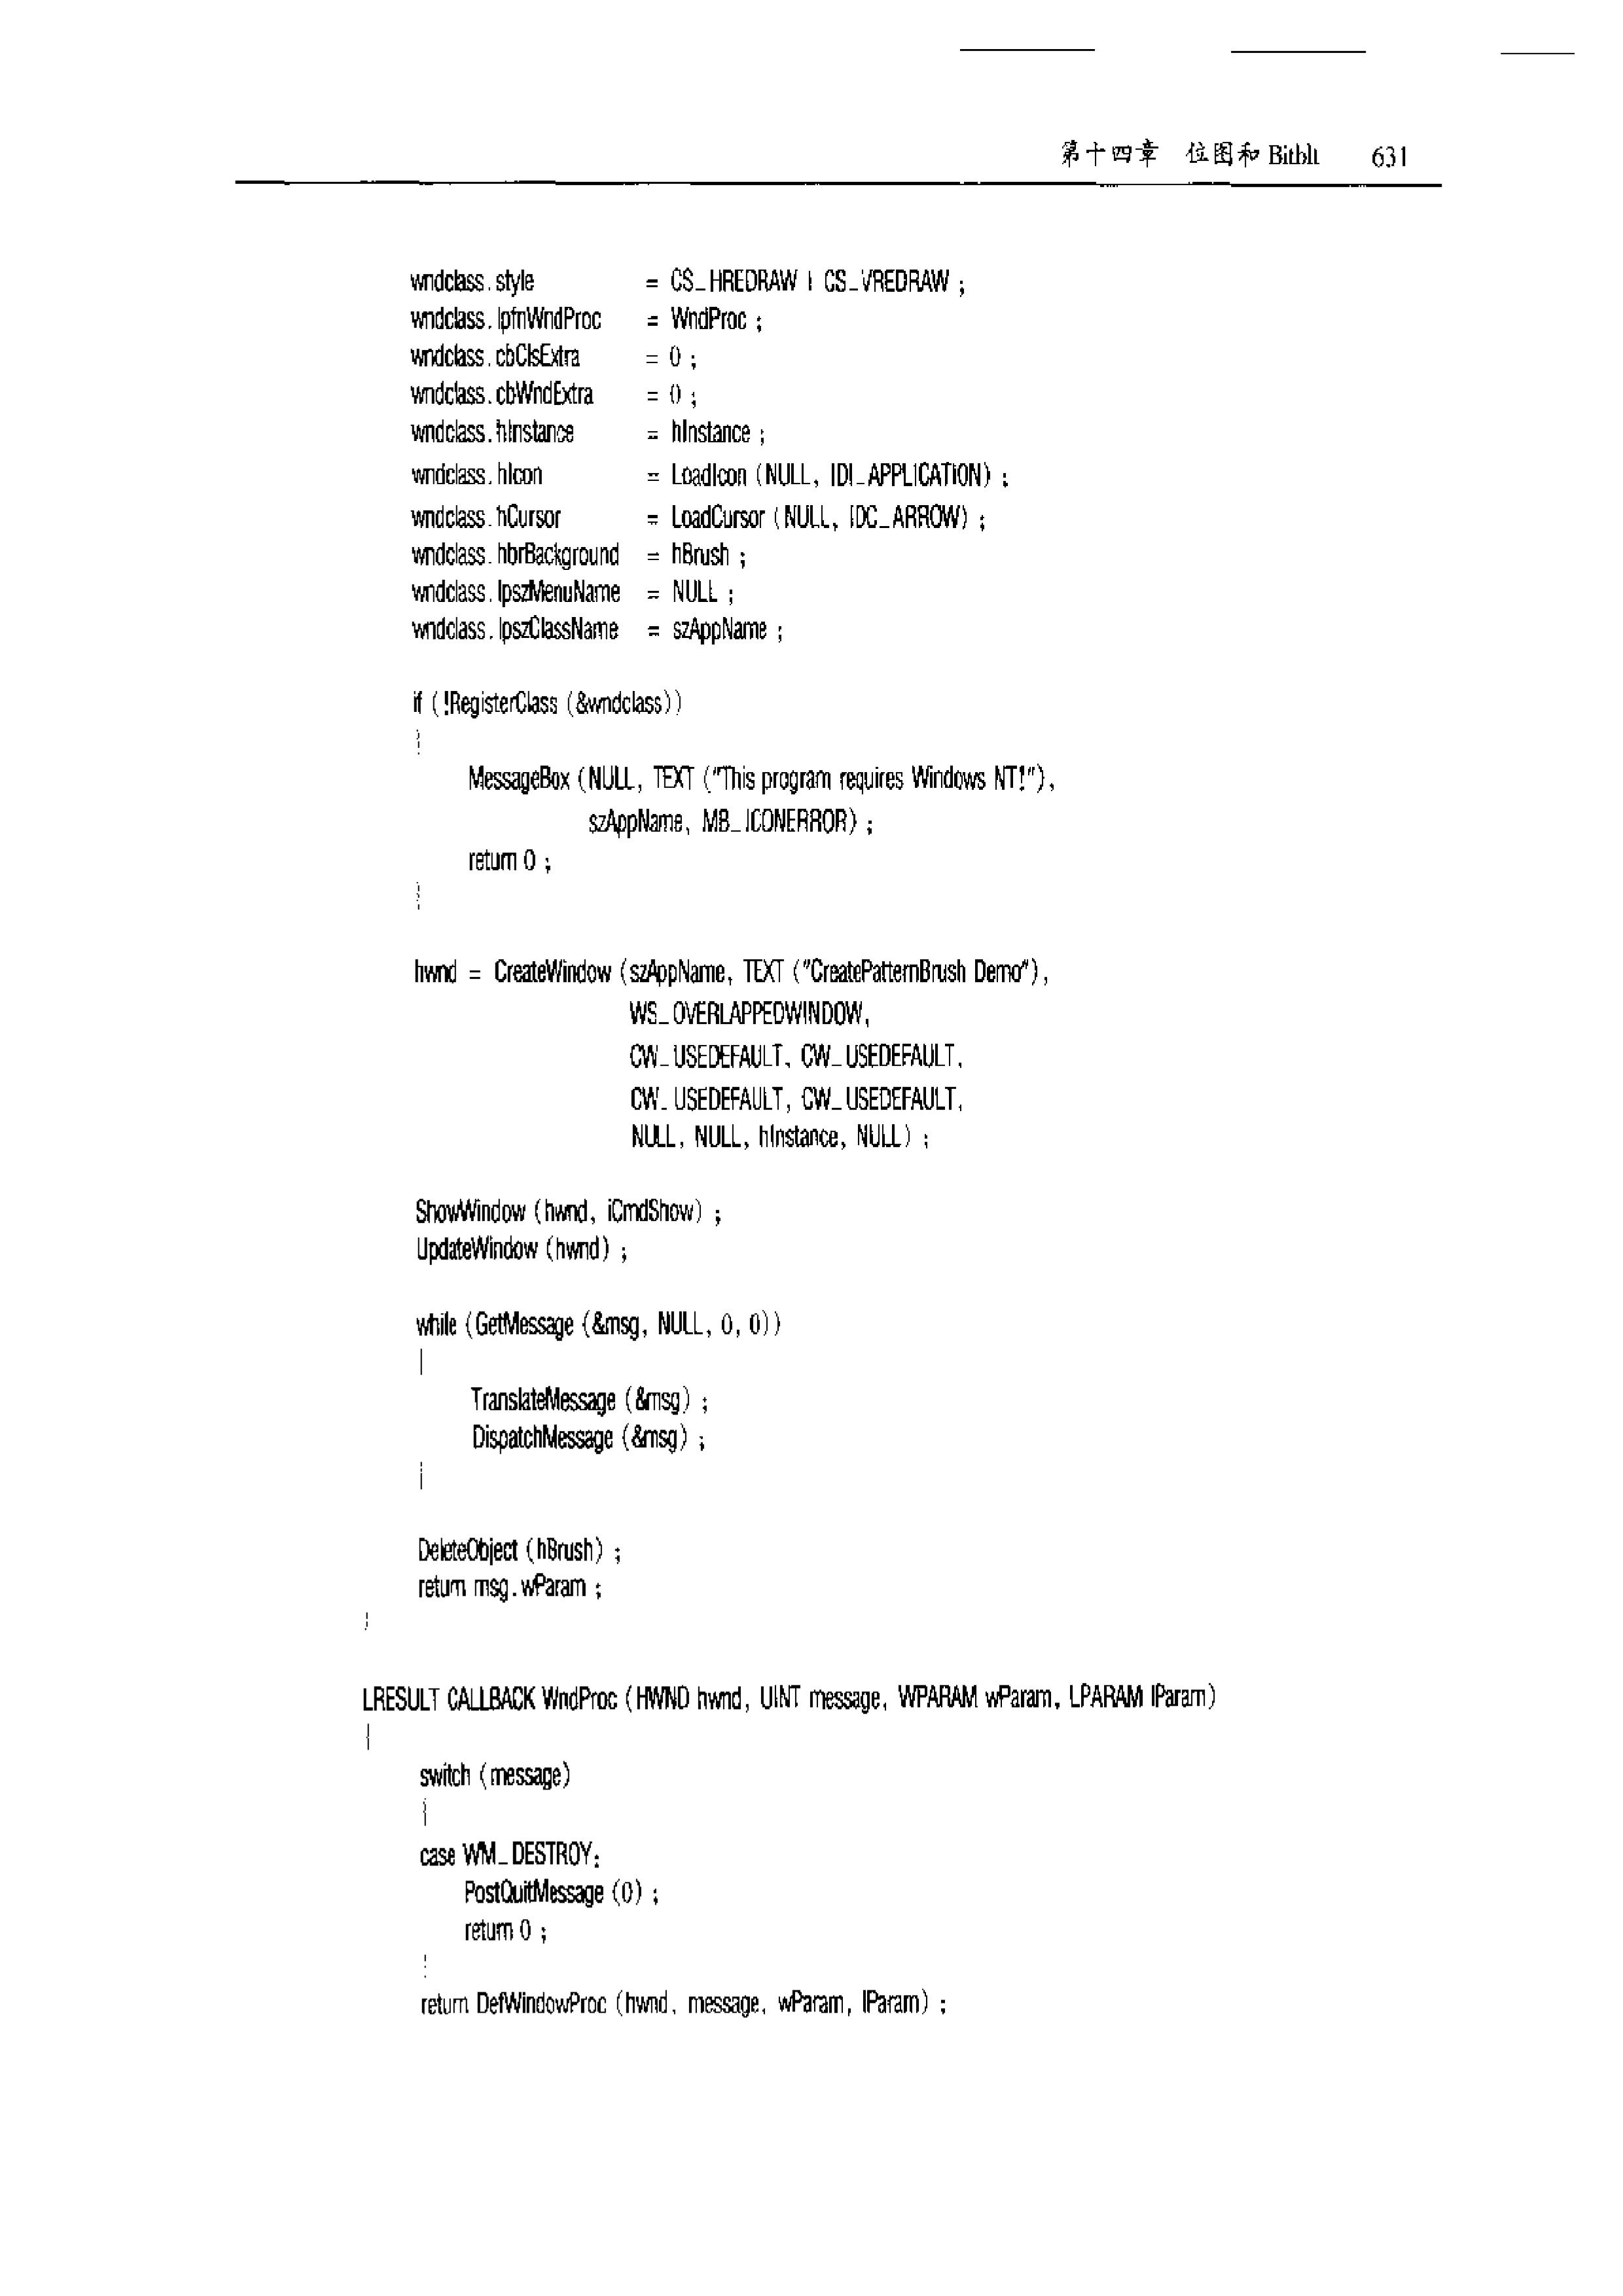 第十四章 位图和 Bitblt 631
wndclass.style = CS_HREDRAW | CS_VREDRAW ;
wndclass.lpfnWndProc = WndProc ;
wndclass.cbClsExtra = 0 ;
wndclass.cbWndExtra = 0 ;
wndclass.hInstance = hInstance ;
wndclass.hIcon = LoadIcon (NULL, IDI_APPLICATION) ;
wndclass.hCursor = LoadCursor (NULL, IDC_ARROW) ;
wndclass.hbrBackground = hBrush ;
wndclass.lpszMenuName = NULL ;
wndclass.lpszClassName = szAppName ;
if (!RegisterClass (&wndclass))
{
MessageBox (NULL, TEXT ("This program requires Windows NT!"),
szAppName, MB_ICONERROR) ;
return 0 ;
}
hwnd = CreateWindow (szAppName, TEXT ("CreatePatternBrush Demo"),
WS_OVERLAPPEDWINDOW,
CW_USEDEFAULT, CW_USEDEFAULT,
CW_USEDEFAULT, CW_USEDEFAULT,
NULL, NULL, hInstance, NULL) ;
ShowWindow (hwnd, iCmdShow) ;
UpdateWindow (hwnd) ;
while (GetMessage (&msg, NULL, 0, 0))
{
TranslateMessage (&msg) ;
DispatchMessage (&msg) ;
}
DeleteObject (hBrush) ;
return msg.wParam ;
}
LRESULT CALLBACK WndProc (HWND hwnd, UINT message, WPARAM wParam, LPARAM lParam)
{
switch (message)
{
case WM_DESTROY:
PostQuitMessage (0) ;
return 0 ;
}
return DefWindowProc (hwnd, message, wParam, lParam) ;